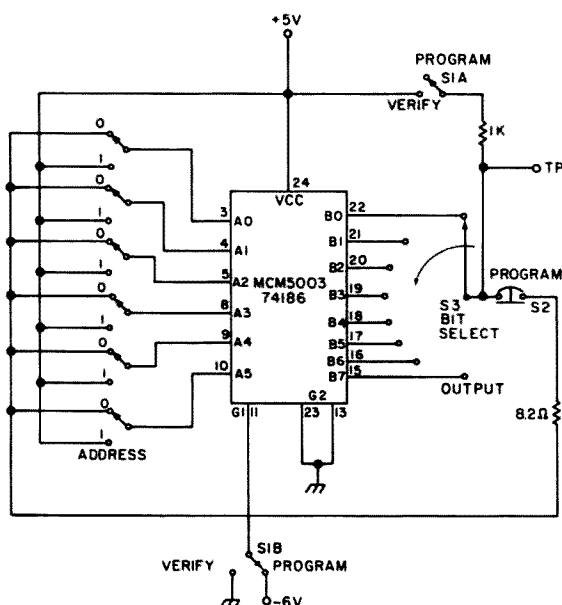 +5V
PROGRAM
S1A
VERIFY
1K
TP
0
1
0
1
0
1
0
1
0
1
0
1
ADDRESS
24
VCC
3 A0
4 A1
5 A2
8 A3
9 A4
10 A5
MCM5003
74186
B0 22
B1 21
B2 20
B3 19
B4 18
B5 17
B6 16
B7 15
G1 11
G2
23 13
S3
BIT
SELECT
PROGRAM
S2
OUTPUT
8.2Ω
S1B
VERIFY
PROGRAM
-6V